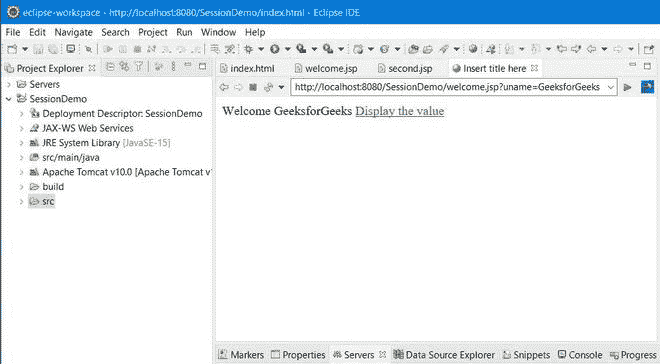 eclipse-workspace - http://localhost:8080/SessionDemo/index.html - Eclipse IDE
File Edit Navigate Search Project Run Window Help
Project Explorer
index.html welcome.jsp second.jsp Insert title here
Servers
http://localhost:8080/SessionDemo/welcome.jsp?uname=GeeksforGeeks
SessionDemo
Welcome GeeksforGeeks Display the value
Deployment Descriptor: SessionDemo
JAX-WS Web Services
JRE System Library [JavaSE-15]
src/main/java
Apache Tomcat v10.0 [Apache Tomcat v1
build
src
Markers Properties Servers Data Source Explorer Snippets Console Progress